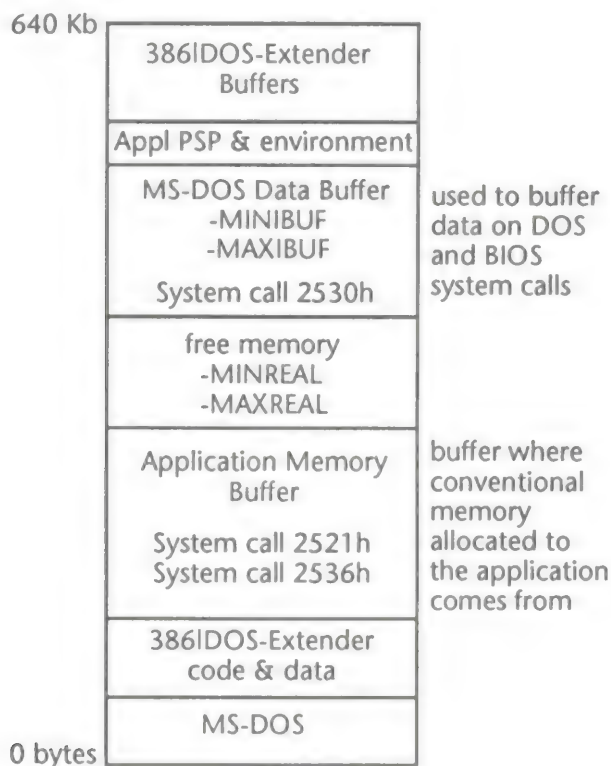 640 Kb
386|DOS-Extender
Buffers
Appl PSP & environment
MS-DOS Data Buffer
-MINIBUF
-MAXIBUF
System call 2530h
used to buffer
data on DOS
and BIOS
system calls
free memory
-MINREAL
-MAXREAL
Application Memory
Buffer
System call 2521h
System call 2536h
buffer where
conventional
memory
allocated to
the application
comes from
386|DOS-Extender
code & data
MS-DOS
0 bytes